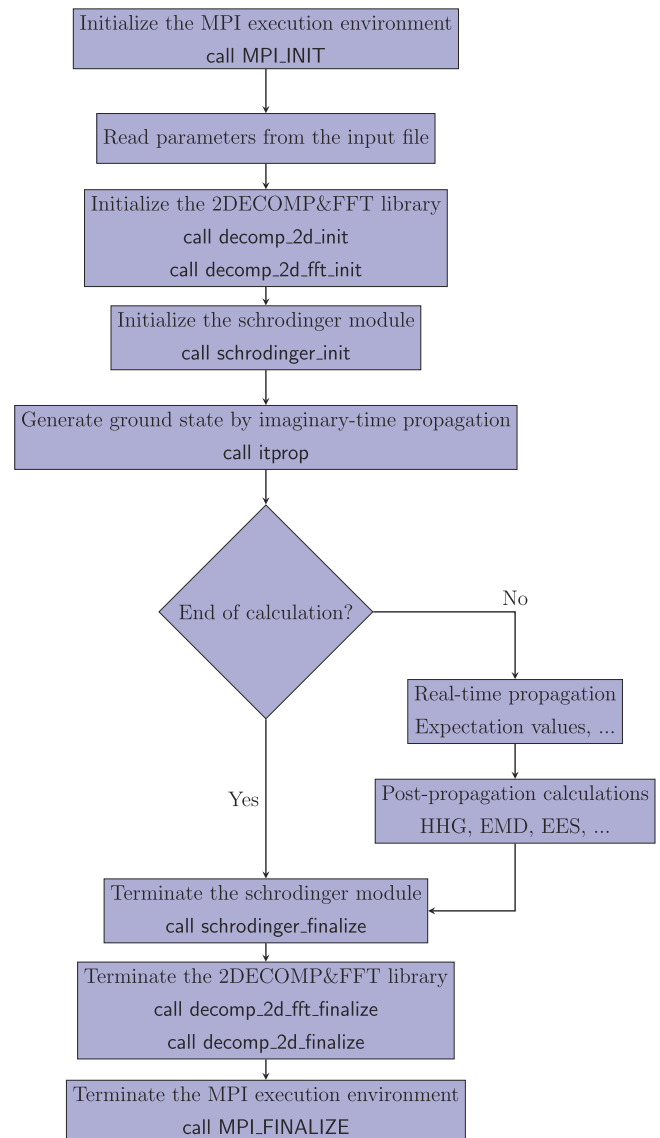 Initialize the MPI execution environment
call MPI_INIT
Read parameters from the input file
Initialize the 2DECOMP&FFT library
call decomp_2d_init
call decomp_2d_fft_init
Initialize the schrodinger module
call schrodinger_init
Generate ground state by imaginary-time propagation
call itprop
End of calculation?
No
Real-time propagation
Expectation values, ...
Post-propagation calculations
HHG, EMD, EES, ...
Yes
Terminate the schrodinger module
call schrodinger_finalize
Terminate the 2DECOMP&FFT library
call decomp_2d_fft_finalize
call decomp_2d_finalize
Terminate the MPI execution environment
call MPI_FINALIZE